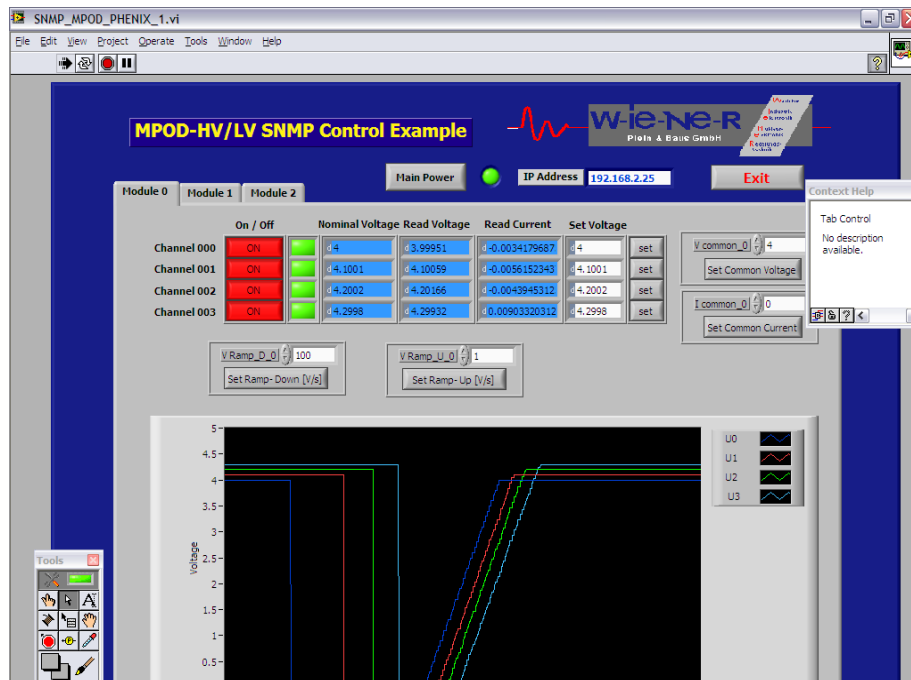 SNMP_MPOD_PHENIX_1.vi
File Edit View Project Operate Tools Window Help
MPOD-HV/LV SNMP Control Example
W-iE-NE-R
Plein & Baus GmbH
Main Power
IP Address
192.168.2.25
Exit
Module 0
Module 1
Module 2
Context Help
Tab Control
No description
available.
On / Off Nominal Voltage Read Voltage Read Current Set Voltage
Channel 000 ON d 4 d 3.99951 d -0.0034179687 d 4 set
Channel 001 ON d 4.1001 d 4.10059 d -0.0056152343 d 4.1001 set
Channel 002 ON d 4.2002 d 4.20166 d -0.0043945312 d 4.2002 set
Channel 003 ON d 4.2998 d 4.29932 d 0.00903320312 d 4.2998 set
V common_0 4
Set Common Voltage
I common_0 0
Set Common Current
V Ramp_D_0 100
Set Ramp-Down [V/s]
V Ramp_U_0 1
Set Ramp-Up [V/s]
5
4.5
4
3.5
3
2.5
2
1.5
1
0.5
Voltage
U0
U1
U2
U3
Tools